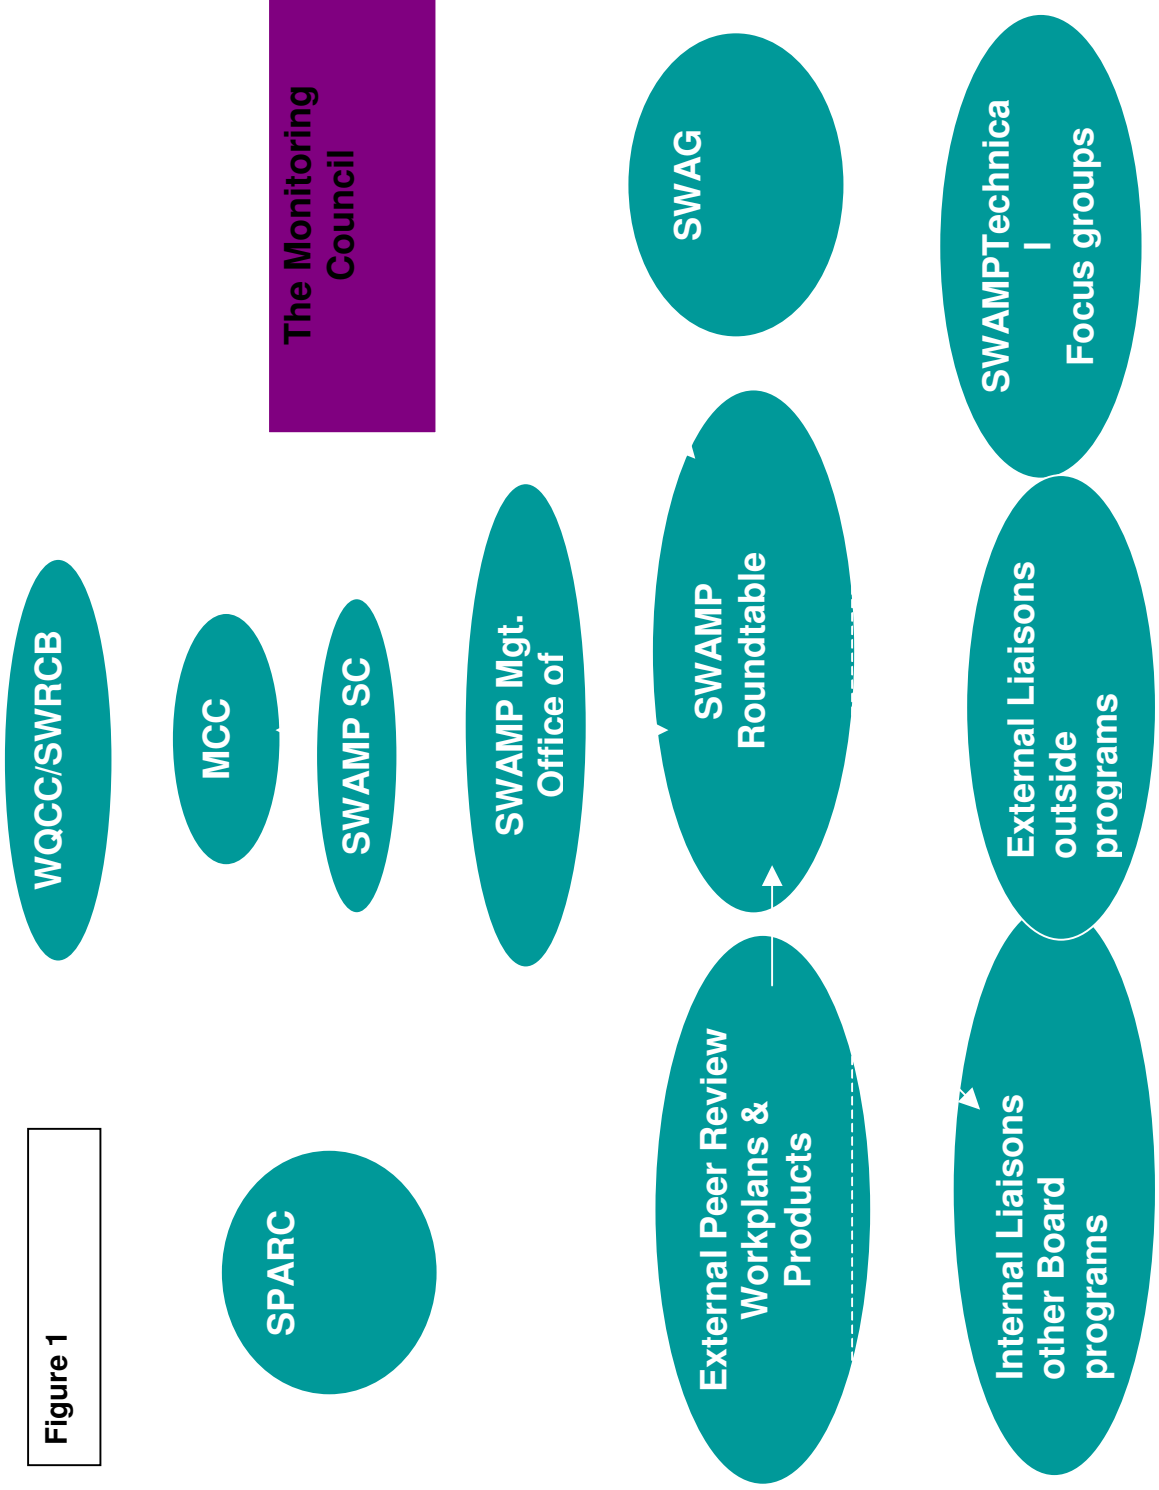 Figure 1
WQCC/SWRCB
MCC
SPARC
The Monitoring
Council
SWAMP SC
SWAMP Mgt.
Office of
External Peer Review
Workplans &
Products
SWAMP
Roundtable
SWAG
Internal Liaisons
other Board
programs
External Liaisons
outside
programs
SWAMPTechnica
l
Focus groups